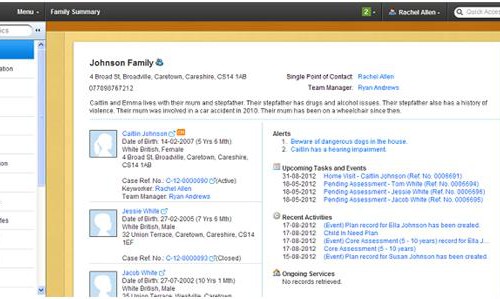 Menu
Family Summary
2
Rachel Allen
Quick Acces
ics
ation
s
nts
fes
Johnson Family
4 Broad St, Broadville, Caretown, Careshire, CS14 1AB
077898767212
Single Point of Contact: Rachel Allen
Team Manager: Ryan Andrews
Caitlin and Emma lives with their mum and stepfather. Their stepfather has drugs and alcohol issues. Their stepfather also has a history of
violence. Their mum was involved in a car accident in 2010. Their mum has been on a wheelchair since then.
Caitlin Johnson
Date of Birth: 14-02-2007 (5 Yrs 6 Mth)
White British, Female
4 Broad St, Broadville, Caretown, Careshire,
CS14 1AB
Case Ref No.: C-12-0000090 (Active)
Keyworker: Rachel Allen
Team Manager: Ryan Andrews
Jessie White
Date of Birth: 27-02-2005 (7 Yrs 6 Mth)
White British, Male
32 Union Terrace, Caretown, Careshire, CS14
1EF
Case Ref No.: C-12-0000093 (Closed)
Jacob White
Date of Birth: 27-07-2002 (10 Yrs 1 Mth)
White British, Male
35 Union Terrace, Westville, Caretown,
Alerts
1. Beware of dangerous dogs in the house.
2. Caitlin has a hearing impairment.
Upcoming Tasks and Events
31-08-2012 Home Visit - Caitlin Johnson (Ref. No. 0006691)
18-05-2012 Pending Assessment - Tom White (Ref. No. 0006694)
18-05-2012 Pending Assessment - Jessie White (Ref. No. 0006696)
18-05-2012 Pending Assessment - Jacob White (Ref. No. 0006695)
Recent Activities
17-08-2012 (Event) Plan record for Ella Johnson has been created.
17-08-2012 Child In Need Plan.
17-08-2012 (Event) Core Assessment (5 - 10 years) record for Ella J
17-08-2012 Core Assessment (5 - 10 years).
15-08-2012 (Event) Plan record for Susan Johnson has been created.
Ongoing Services
No records retrieved.